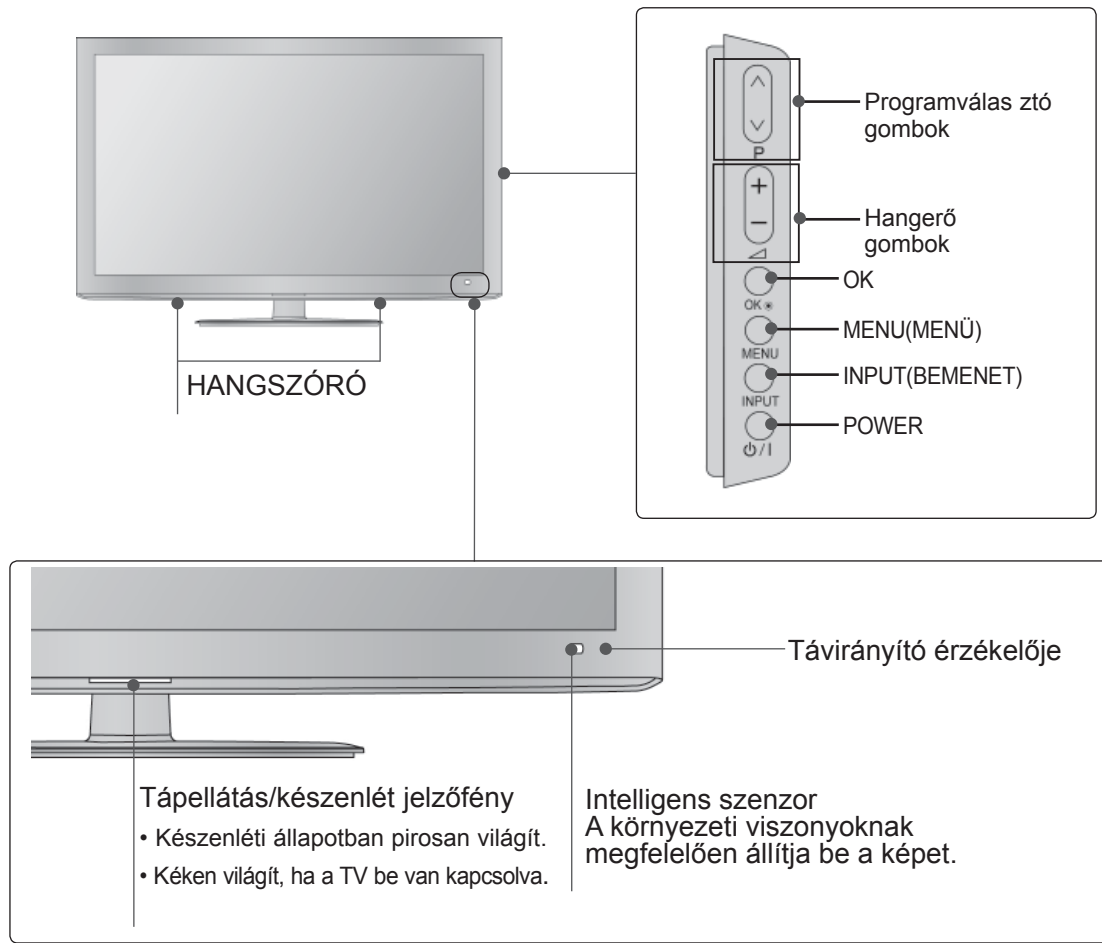 Programválas ztó
gombok
P
+
−
Hangerő
gombok
OK
OK
MENU(MENÜ)
MENU
INPUT(BEMENET)
INPUT
POWER
⏻/I
HANGSZÓRÓ
Távirányító érzékelője
Tápellátás/készenlét jelzőfény
• Készenléti állapotban pirosan világít.
• Kéken világít, ha a TV be van kapcsolva.
Intelligens szenzor
A környezeti viszonyoknak
megfelelően állítja be a képet.